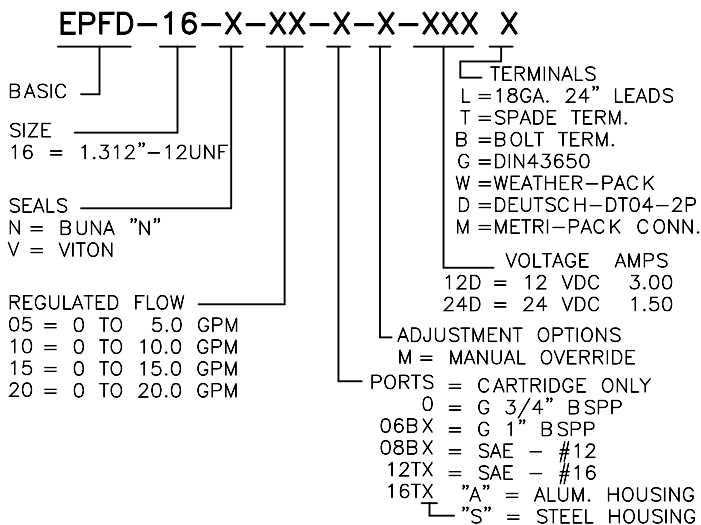 EPFD-16-X-XX-X-X-XXX X
BASIC
SIZE
16 = 1.312"-12UNF
SEALS
N = BUNA "N"
V = VITON
REGULATED FLOW
05 = 0 TO 5.0 GPM
10 = 0 TO 10.0 GPM
15 = 0 TO 15.0 GPM
20 = 0 TO 20.0 GPM
TERMINALS
L =18GA. 24" LEADS
T =SPADE TERM.
B =BOLT TERM.
G =DIN43650
W =WEATHER-PACK
D =DEUTSCH-DT04-2P
M =METRI-PACK CONN.
VOLTAGE AMPS
12D = 12 VDC 3.00
24D = 24 VDC 1.50
ADJUSTMENT OPTIONS
M = MANUAL OVERRIDE
PORTS = CARTRIDGE ONLY
0 = G 3/4" BSPP
06BX = G 1" BSPP
08BX = SAE - #12
12TX = SAE - #16
16TX "A" = ALUM. HOUSING
"S" = STEEL HOUSING